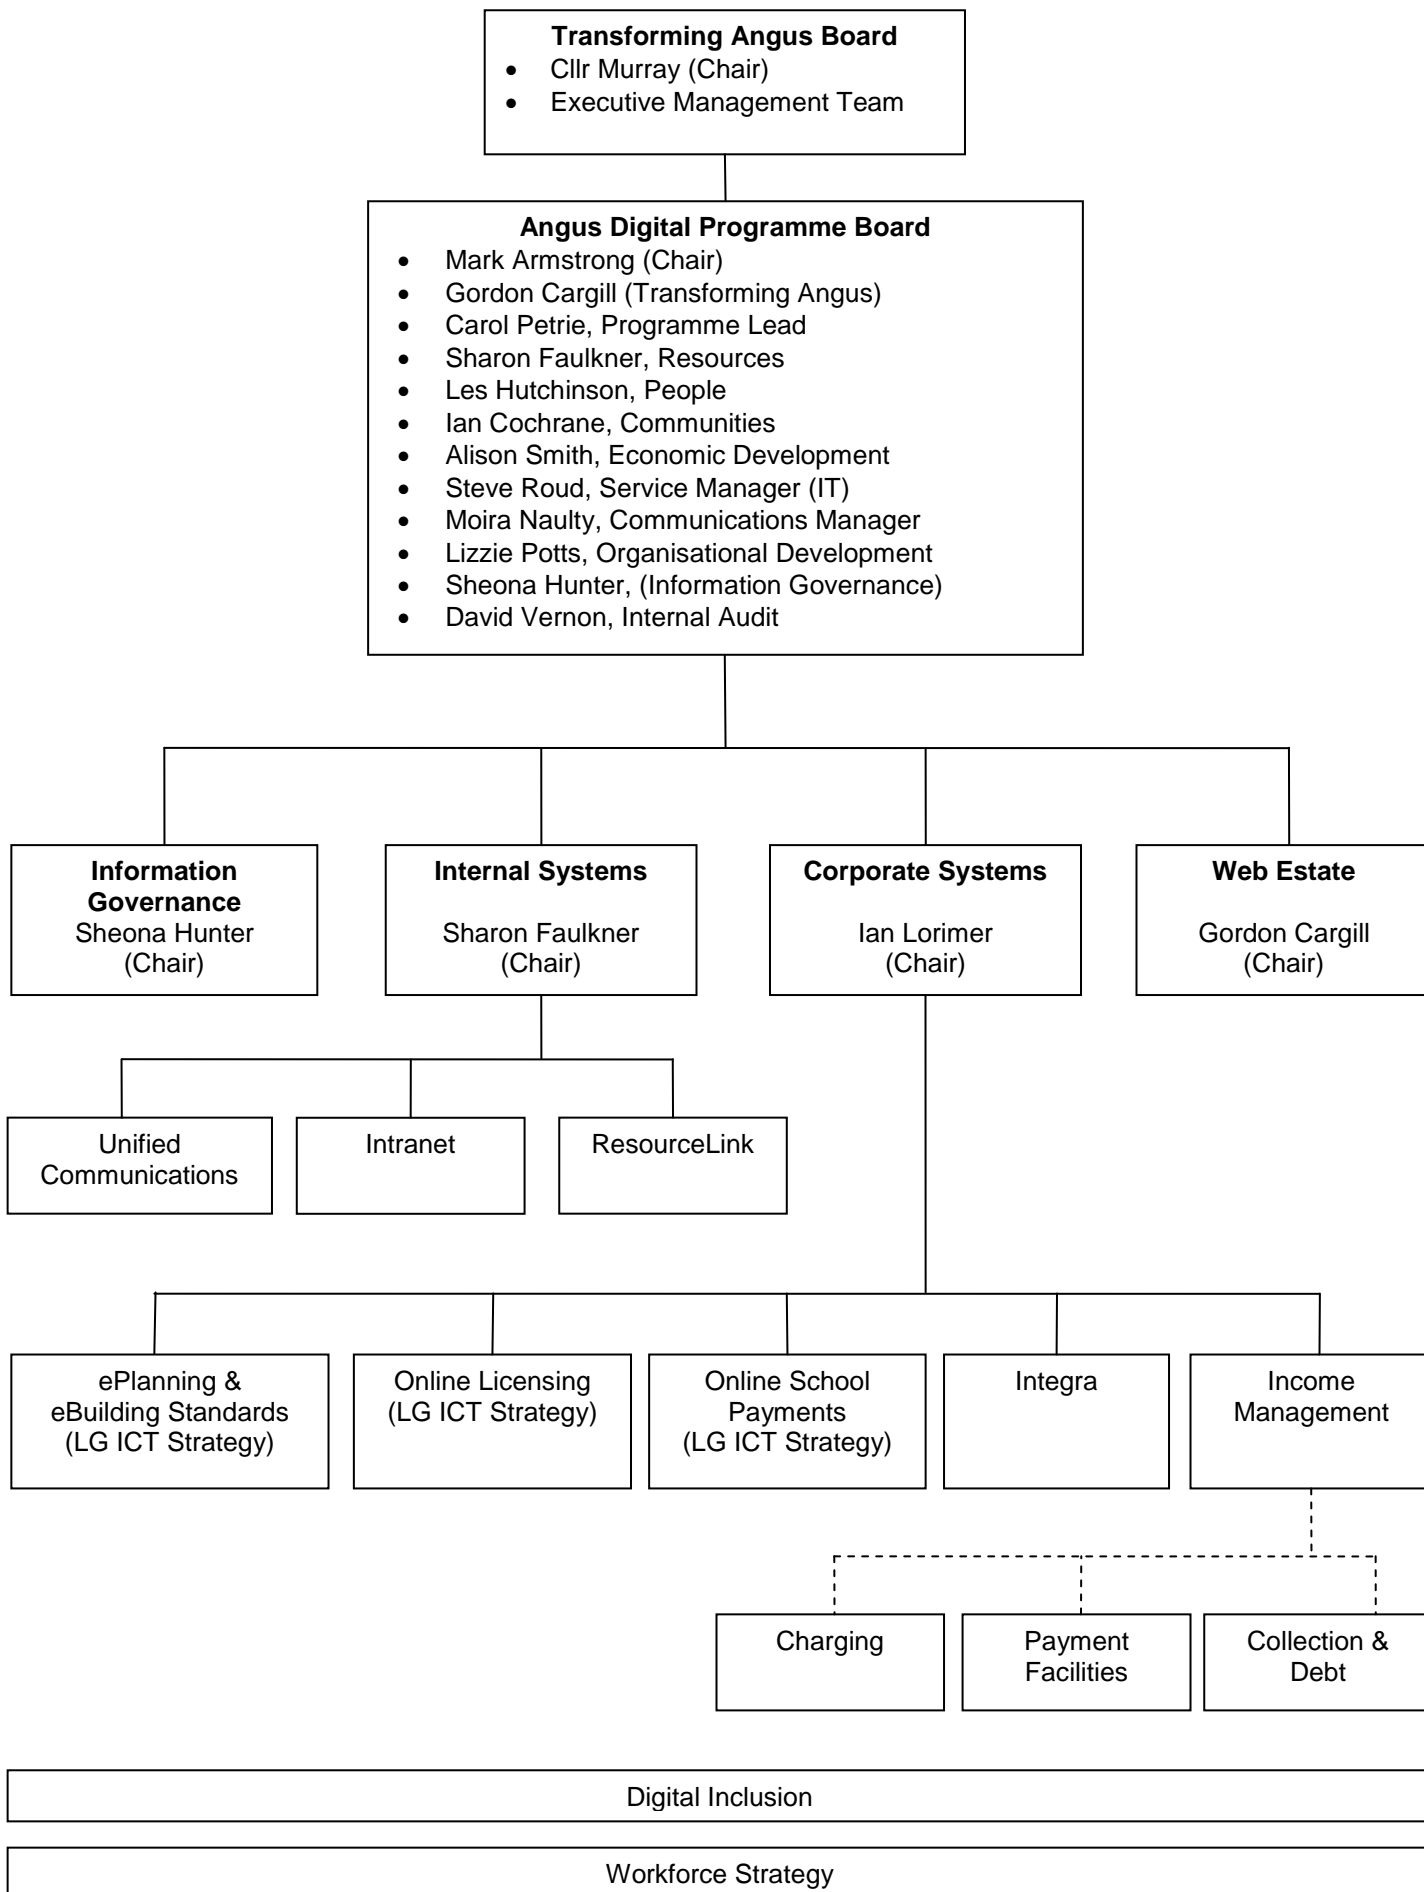 Transforming Angus Board
• Cllr Murray (Chair)
• Executive Management Team
Angus Digital Programme Board
• Mark Armstrong (Chair)
• Gordon Cargill (Transforming Angus)
• Carol Petrie, Programme Lead
• Sharon Faulkner, Resources
• Les Hutchinson, People
• Ian Cochrane, Communities
• Alison Smith, Economic Development
• Steve Roud, Service Manager (IT)
• Moira Naulty, Communications Manager
• Lizzie Potts, Organisational Development
• Sheona Hunter, (Information Governance)
• David Vernon, Internal Audit
Information
Governance
Sheona Hunter
(Chair)
Internal Systems
Sharon Faulkner
(Chair)
Corporate Systems
Ian Lorimer
(Chair)
Web Estate
Gordon Cargill
(Chair)
Unified
Communications
Intranet
ResourceLink
ePlanning &
eBuilding Standards
(LG ICT Strategy)
Online Licensing
(LG ICT Strategy)
Online School
Payments
(LG ICT Strategy)
Integra
Income
Management
Charging
Payment
Facilities
Collection &
Debt
Digital Inclusion
Workforce Strategy